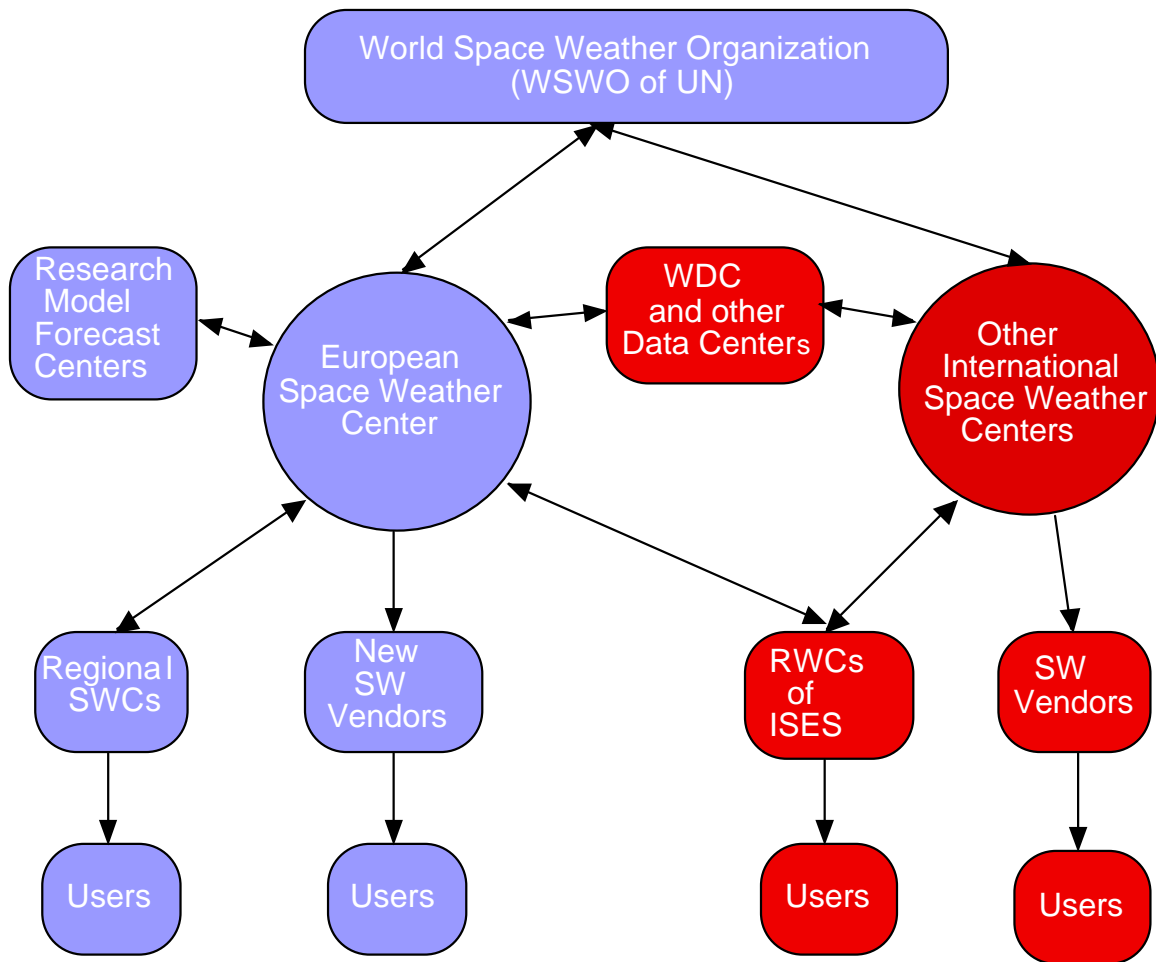 World Space Weather Organization
(WSWO of UN)
Research
Model
Forecast
Centers
European
Space Weather
Center
WDC
and other
Data Centers
Other
International
Space Weather
Centers
Regional
SWCs
New
SW
Vendors
RWCs
of
ISES
SW
Vendors
Users
Users
Users
Users